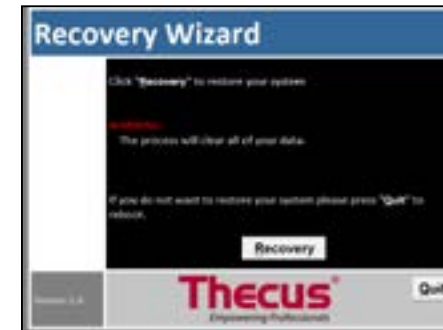 Recovery Wizard
Click "Recovery" to restore your system
WARNING:
The process will clear all of your data.
If you do not want to restore your system please press "Quit" to
reboot.
Recovery
Thecus
Empowering Professionals
Quit